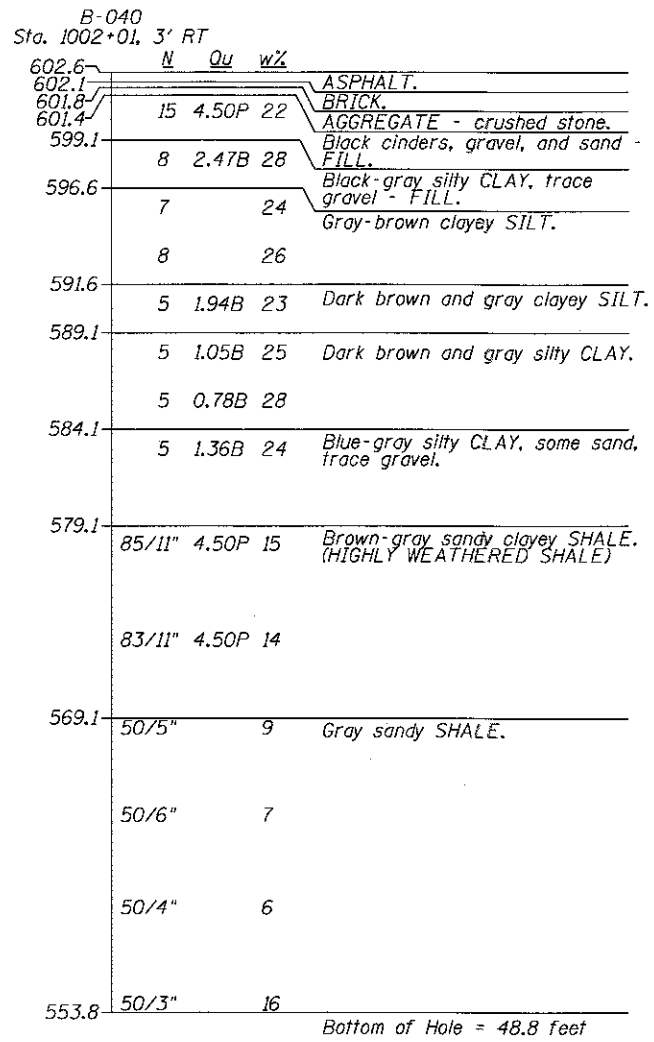 B-040
Sta. 1002+01, 3' RT
N Qu w%
602.6
602.1 ASPHALT.
601.8 BRICK.
601.4 15 4.50P 22 AGGREGATE - crushed stone.
599.1 Black cinders, gravel, and sand -
8 2.47B 28 FILL.
596.6 Black-gray silty CLAY, trace
gravel - FILL.
7 24 Gray-brown clayey SILT.
8 26
591.6
5 1.94B 23 Dark brown and gray clayey SILT.
589.1
5 1.05B 25 Dark brown and gray silty CLAY.
5 0.78B 28
584.1
5 1.36B 24 Blue-gray silty CLAY, some sand,
trace gravel.
579.1
85/11" 4.50P 15 Brown-gray sandy clayey SHALE.
(HIGHLY WEATHERED SHALE)
83/11" 4.50P 14
569.1
50/5" 9 Gray sandy SHALE.
50/6" 7
50/4" 6
553.8 50/3" 16
Bottom of Hole = 48.8 feet